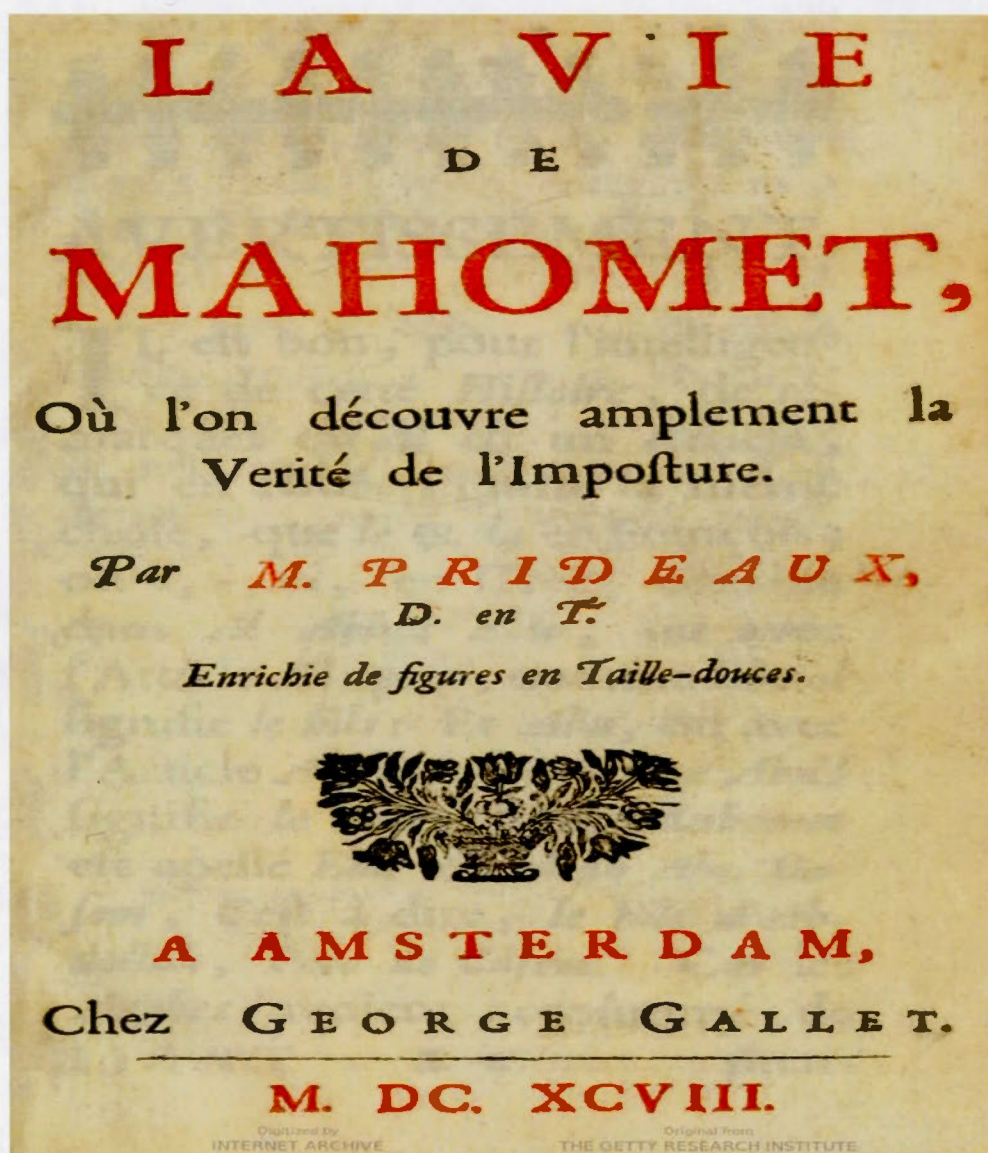 LA VIE
DE
MAHOMET,
Où l'on découvre amplement la
Verité de l'Impoſture.
Par M. PRIDEAUX,
D. en T.
Enrichie de figures en Taille-douces.
A AMSTERDAM,
Chez GEORGE GALLET.
M. DC. XCVIII.
Digitized by
INTERNET ARCHIVE
Original from
THE GETTY RESEARCH INSTITUTE